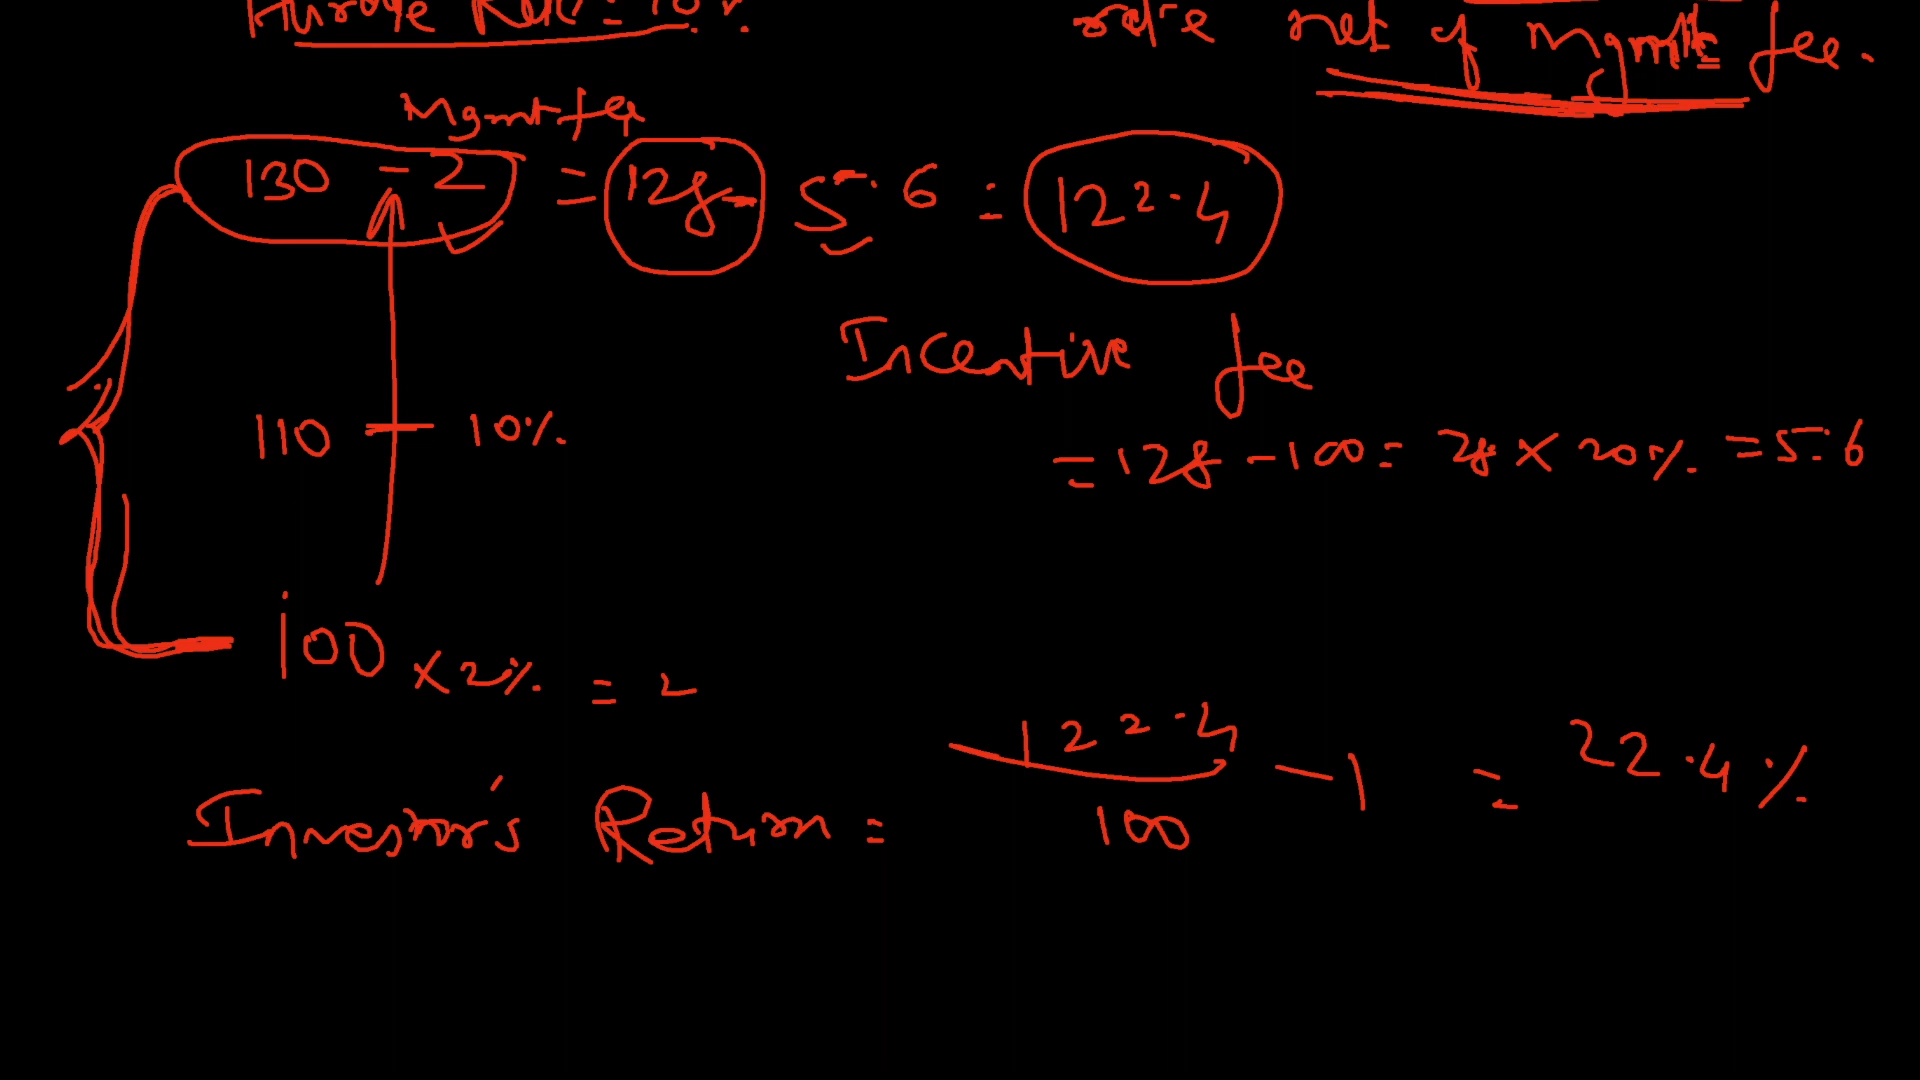 Hurdle Rate = 10%.
rate net of mgmt fee.
Mgmt fee
130 - 2 = 128 - 5.6 = 122.4
Incentive fee
110 10%.
= 128 - 100 = 28 x 20%. = 5.6
100 x 2%. = 2
Investor's Return = 122.4/100 - 1 = 22.4%